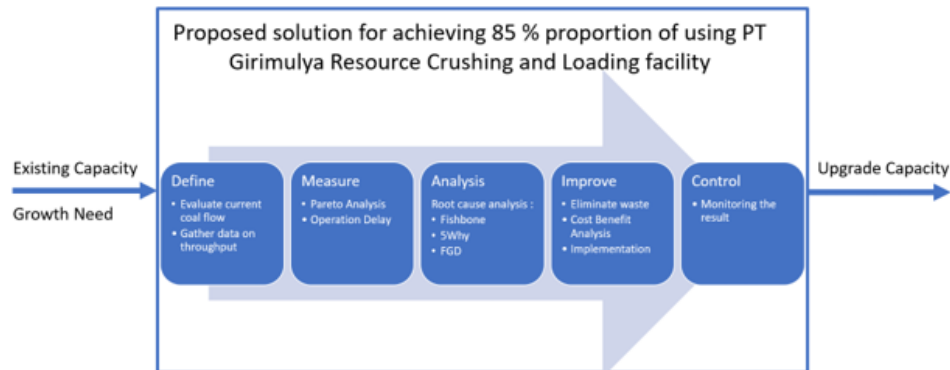 Proposed solution for achieving 85 % proportion of using PT
Girimulya Resource Crushing and Loading facility
Existing Capacity
Growth Need
Define
• Evaluate current
coal flow
• Gather data on
throughput
Measure
• Pareto Analysis
• Operation Delay
Analysis
Root cause analysis :
• Fishbone
• 5Why
• FGD
Improve
• Eliminate waste
• Cost Benefit
Analysis
• Implementation
Control
• Monitoring the
result
Upgrade Capacity